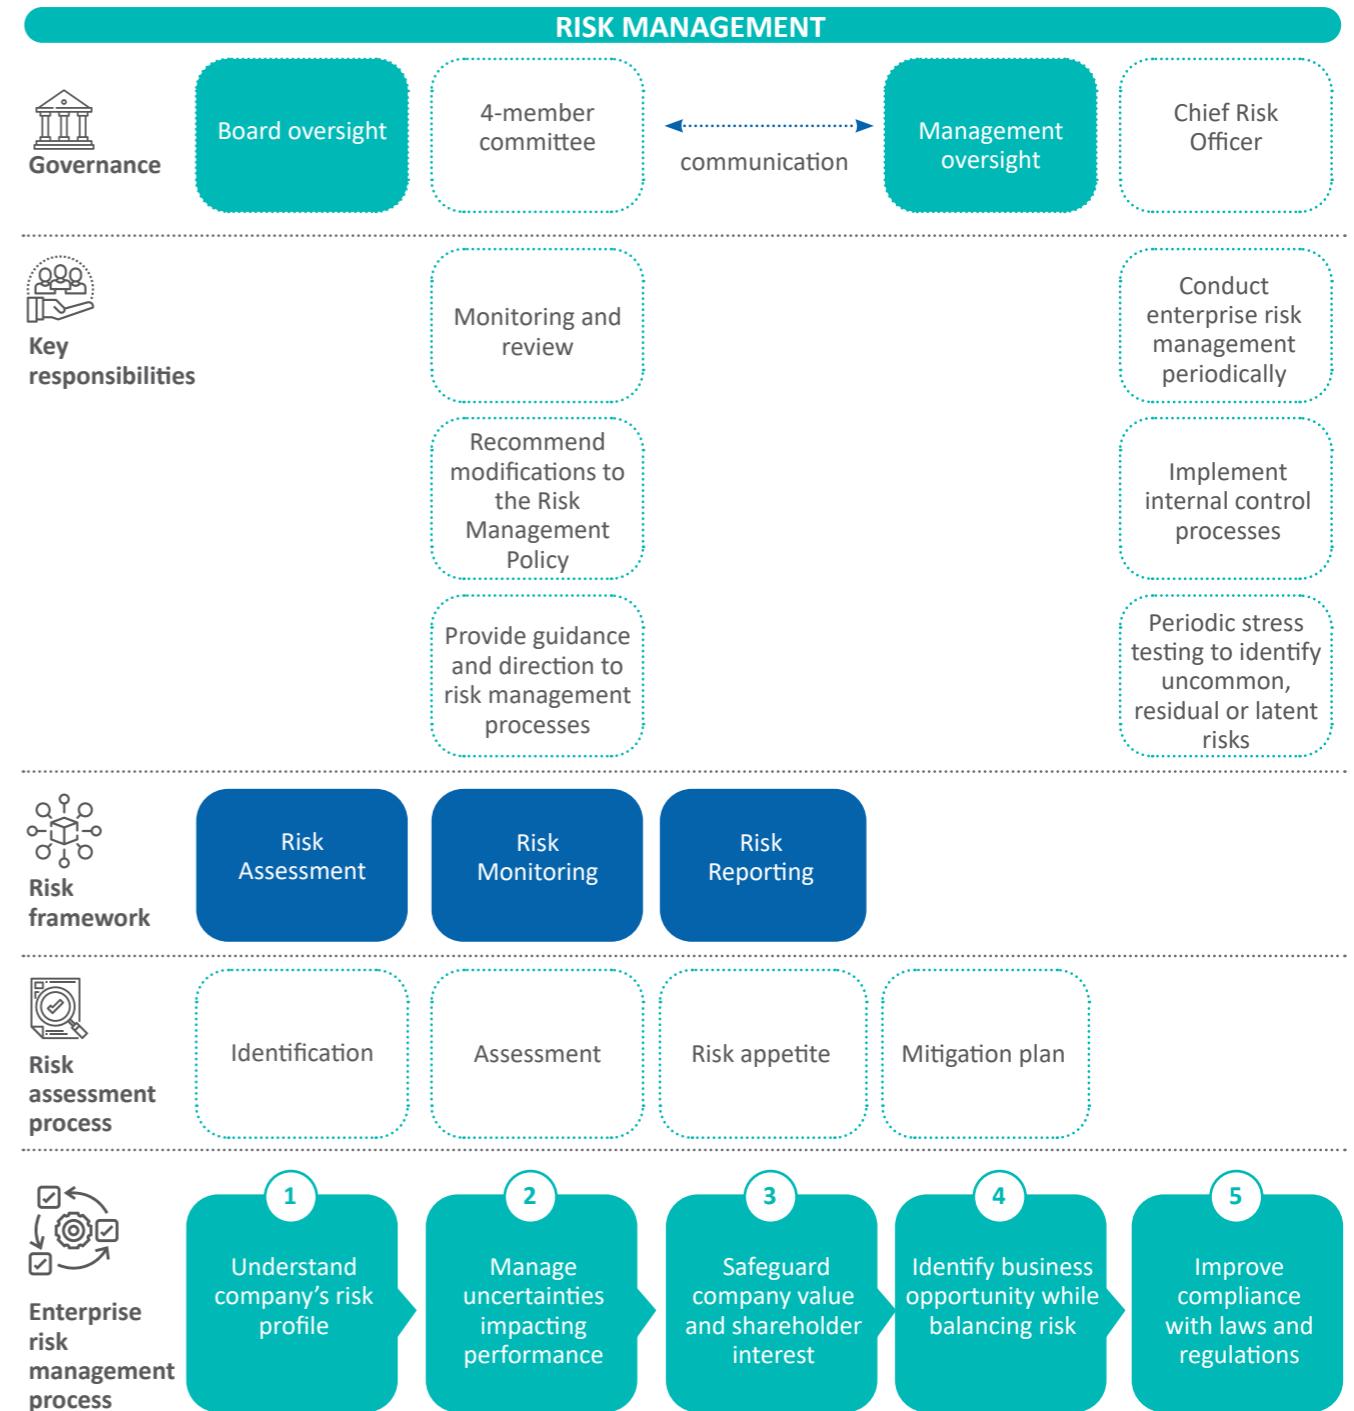 RISK MANAGEMENT
Governance
Board oversight
4-member
committee
communication
Management
oversight
Chief Risk
Officer
Key
responsibilities
Monitoring and
review
Conduct
enterprise risk
management
periodically
Recommend
modifications to
the Risk
Management
Policy
Implement
internal control
processes
Provide guidance
and direction to
risk management
processes
Periodic stress
testing to identify
uncommon,
residual or latent
risks
Risk
framework
Risk
Assessment
Risk
Monitoring
Risk
Reporting
Risk
assessment
process
Identification
Assessment
Risk appetite
Mitigation plan
Enterprise
risk
management
process
1
Understand
company’s risk
profile
2
Manage
uncertainties
impacting
performance
3
Safeguard
company value
and shareholder
interest
4
Identify business
opportunity while
balancing risk
5
Improve
compliance
with laws and
regulations